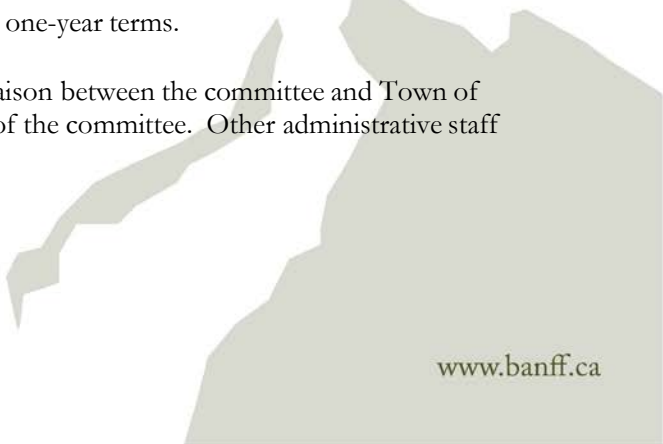 one-year terms.
aison between the committee and Town of
of the committee. Other administrative staff
www.banff.ca